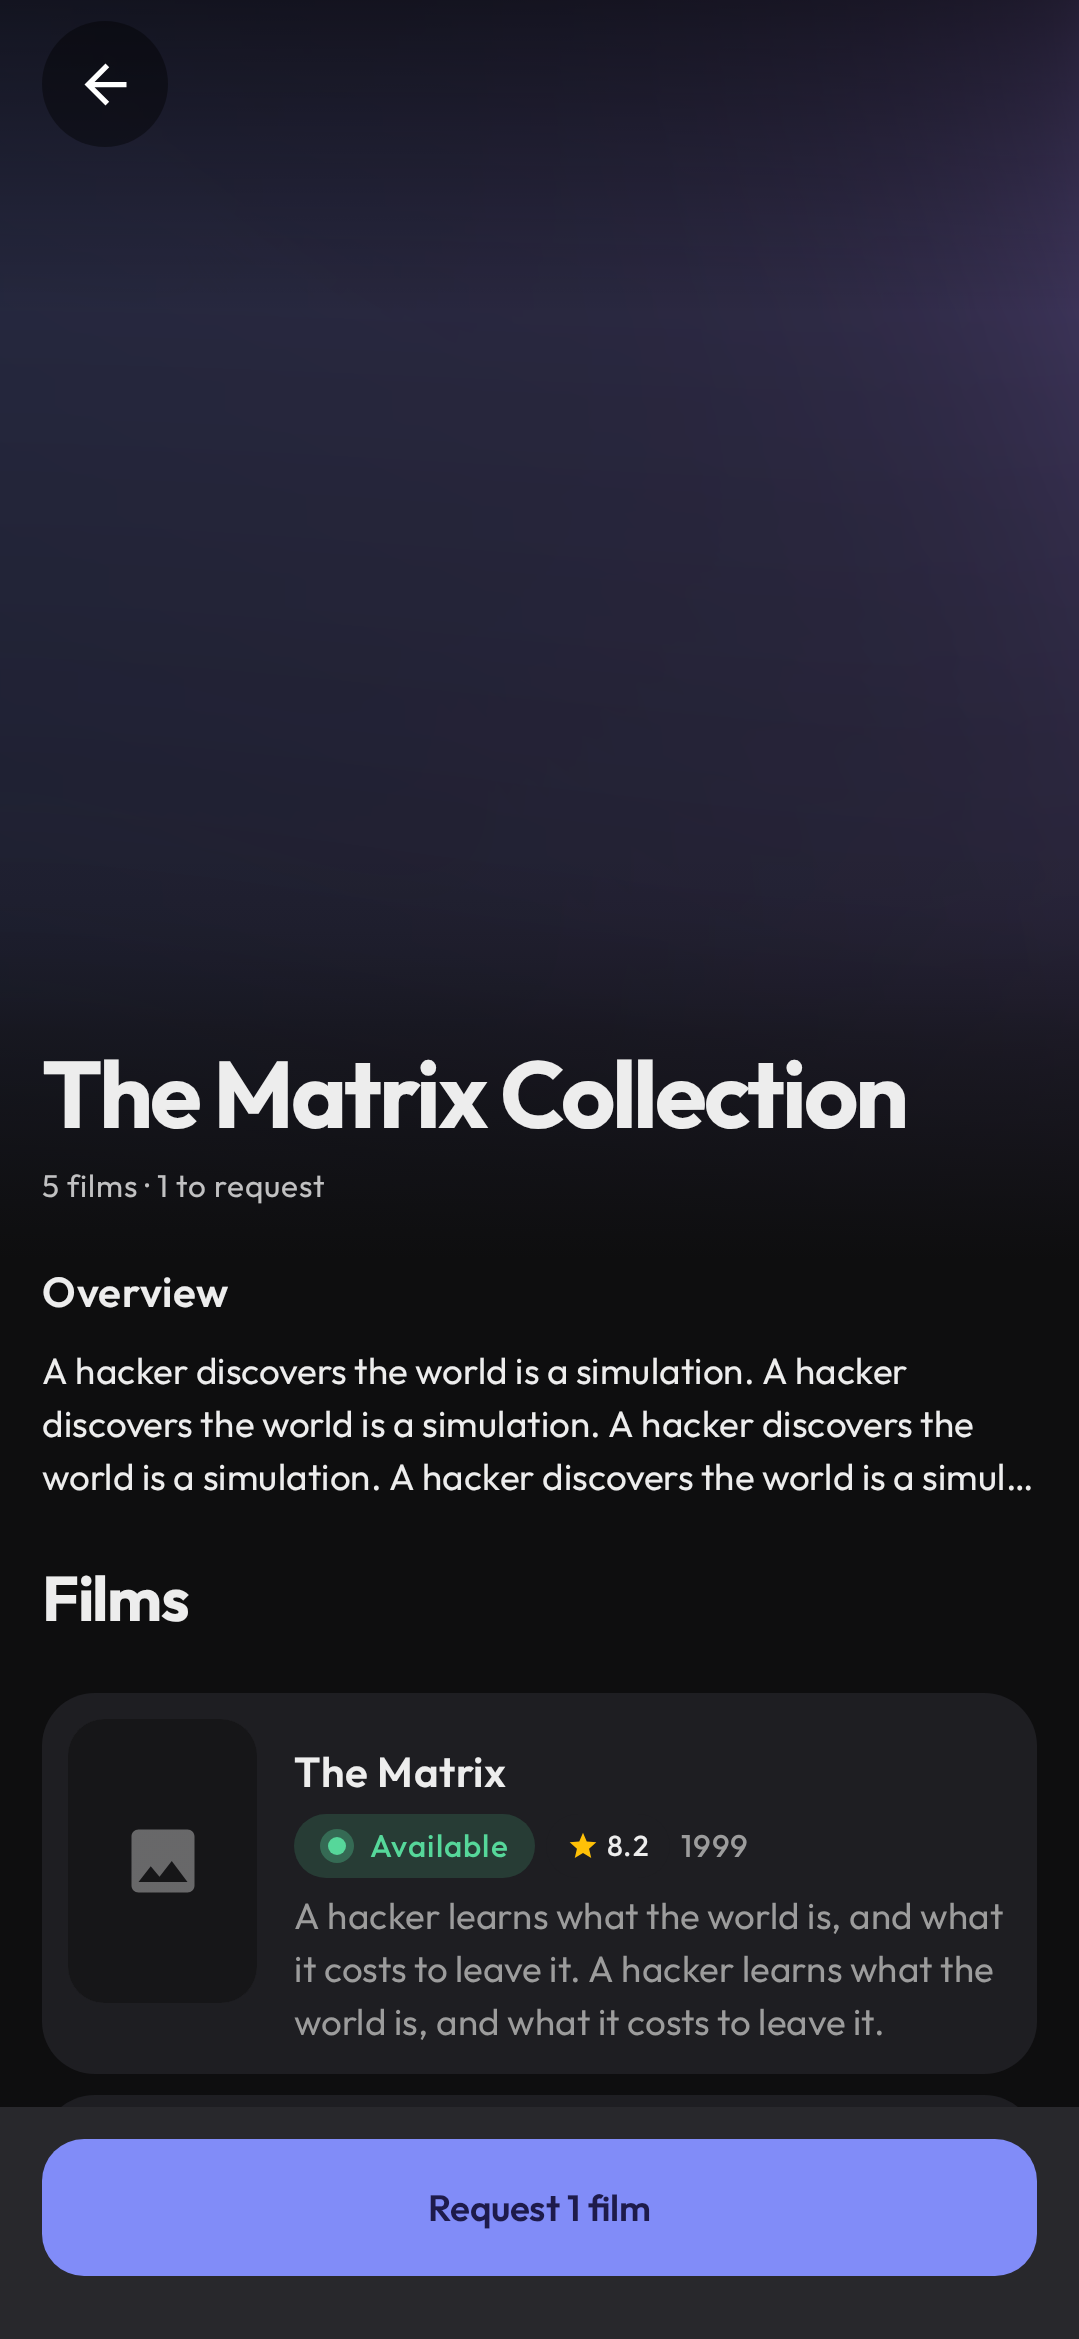 The Matrix Collection
5 films · 1 to request
Overview
A hacker discovers the world is a simulation. A hacker
discovers the world is a simulation. A hacker discovers the
world is a simulation. A hacker discovers the world is a simul...
Films
The Matrix
Available 8.2 1999
A hacker learns what the world is, and what
it costs to leave it. A hacker learns what the
world is, and what it costs to leave it.
Request 1 film